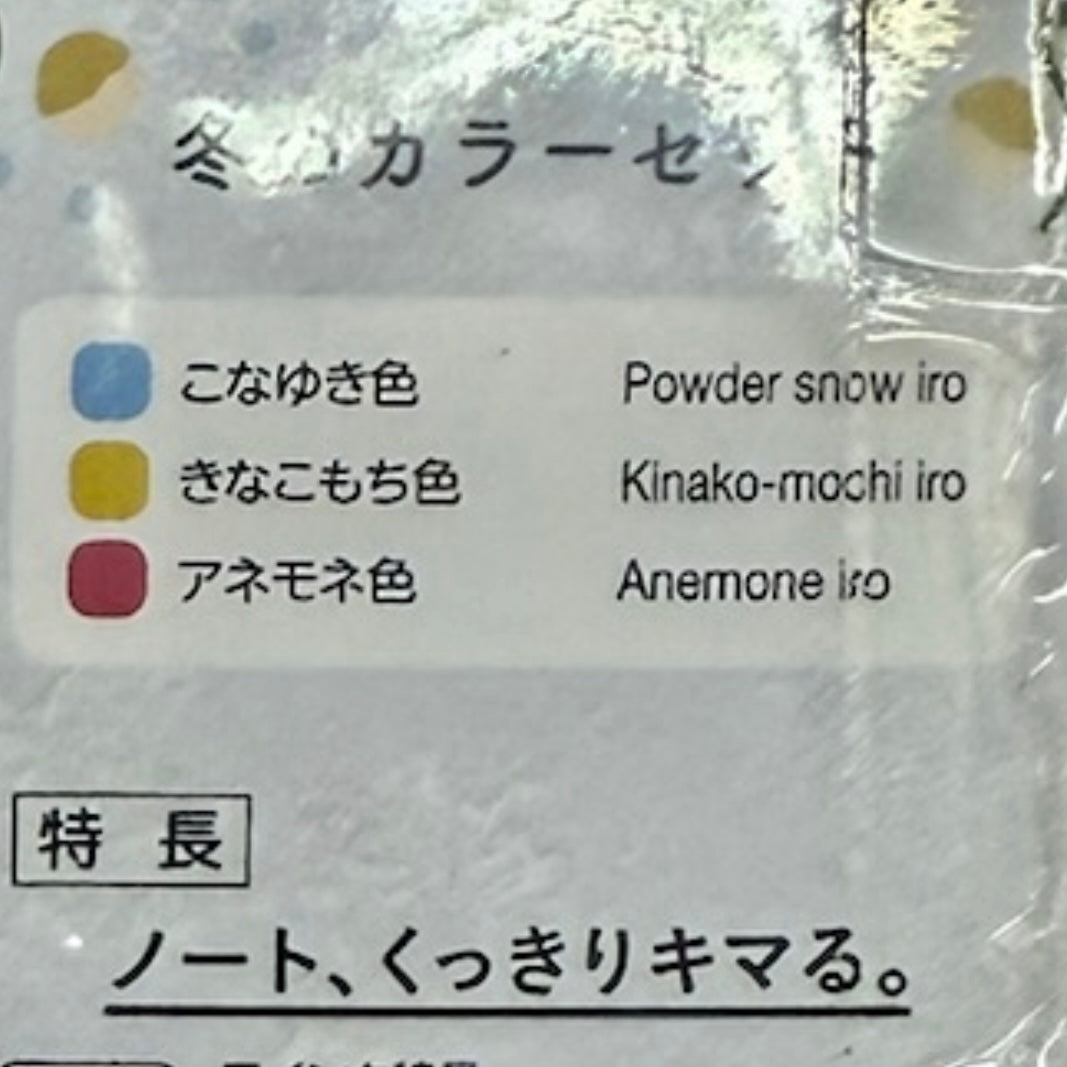 冬のカラーセ
こなゆき色 Powder snow iro
きなこもち色 Kinako-mochi iro
アネモネ色 Anemone iro
特長
ノート、くっきりキマる。